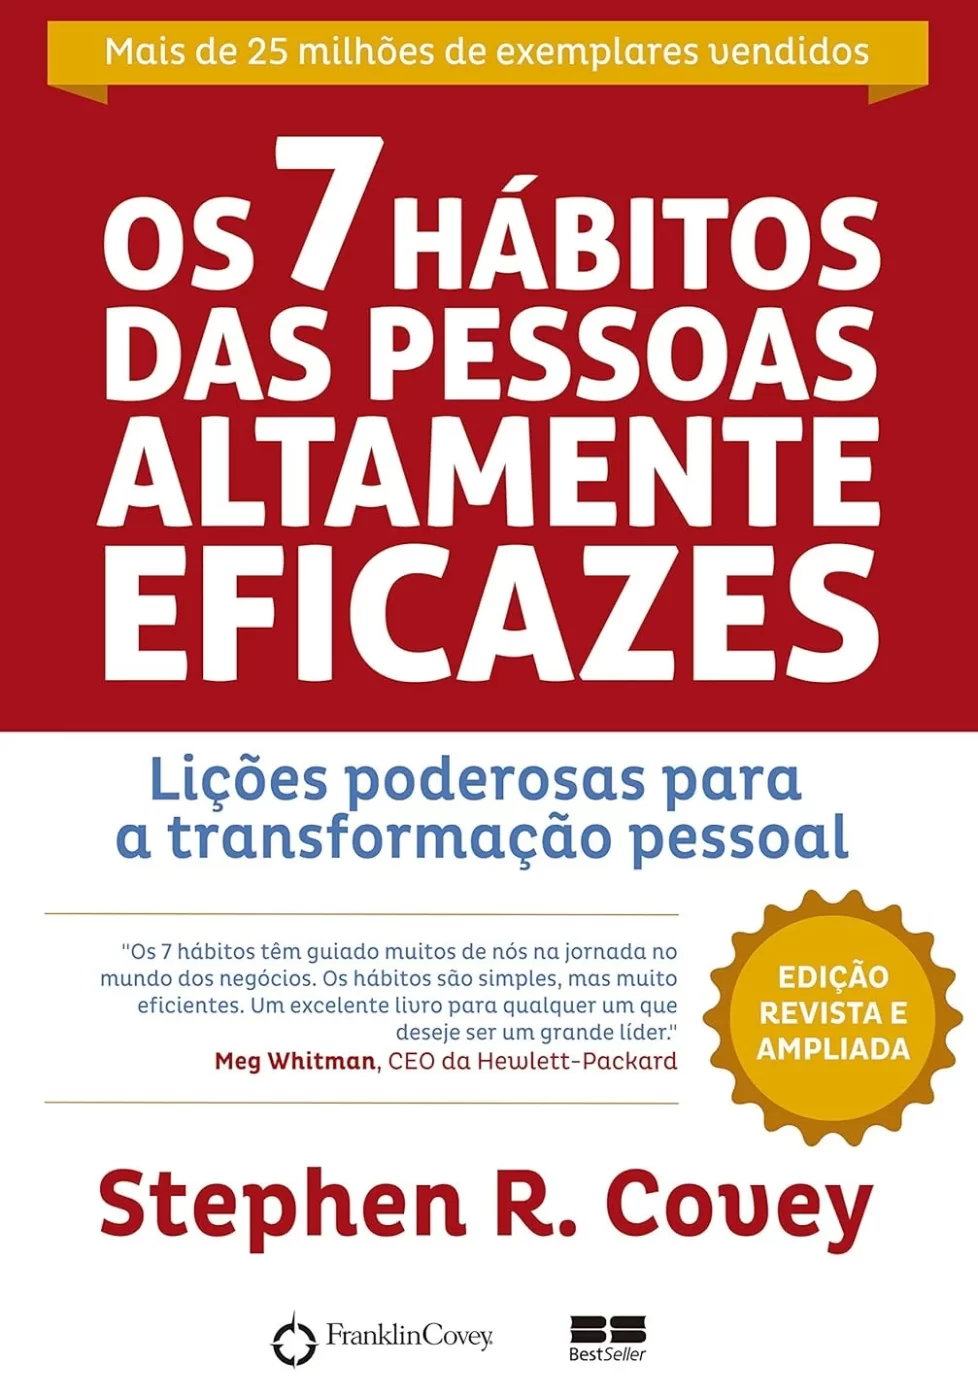 Mais de 25 milhões de exemplares vendidos
OS 7 HÁBITOS
DAS PESSOAS
ALTAMENTE
EFICAZES
Lições poderosas para
a transformação pessoal
"Os 7 hábitos têm guiado muitos de nós na jornada no
mundo dos negócios. Os hábitos são simples, mas muito
eficientes. Um excelente livro para qualquer um que
deseje ser um grande líder."
Meg Whitman, CEO da Hewlett-Packard
EDIÇÃO
REVISTA E
AMPLIADA
Stephen R. Covey
FranklinCovey
BS
BestSeller